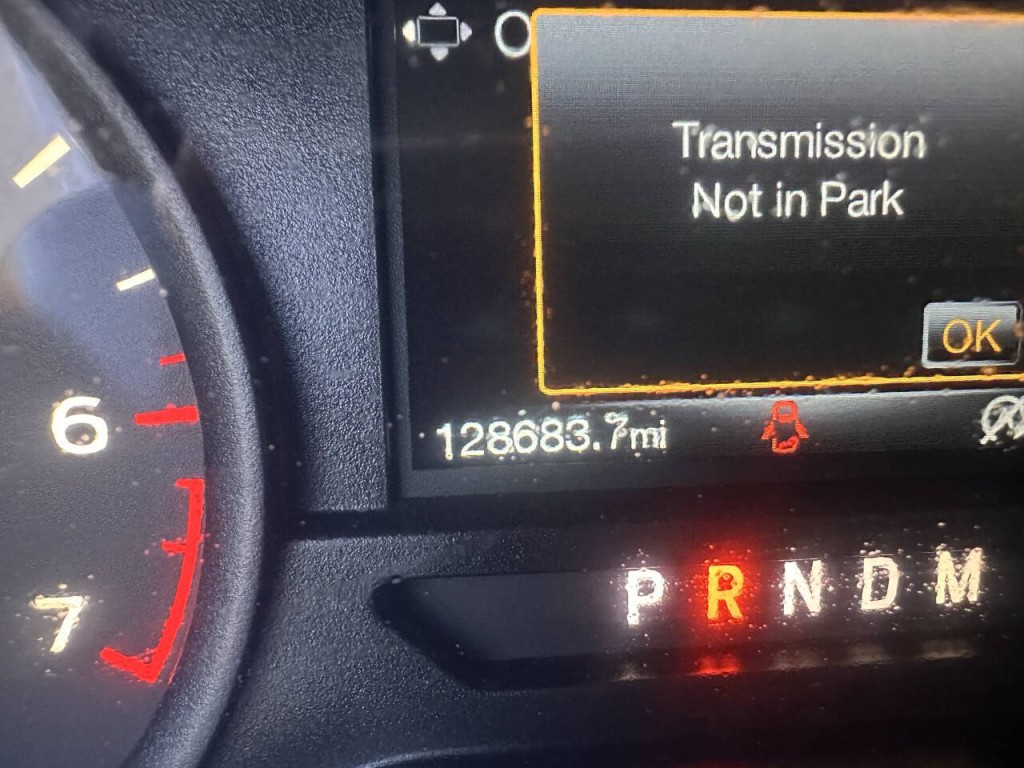 O
Transmission
Not in Park
OK
128683.7mi
6
P R N D M
7